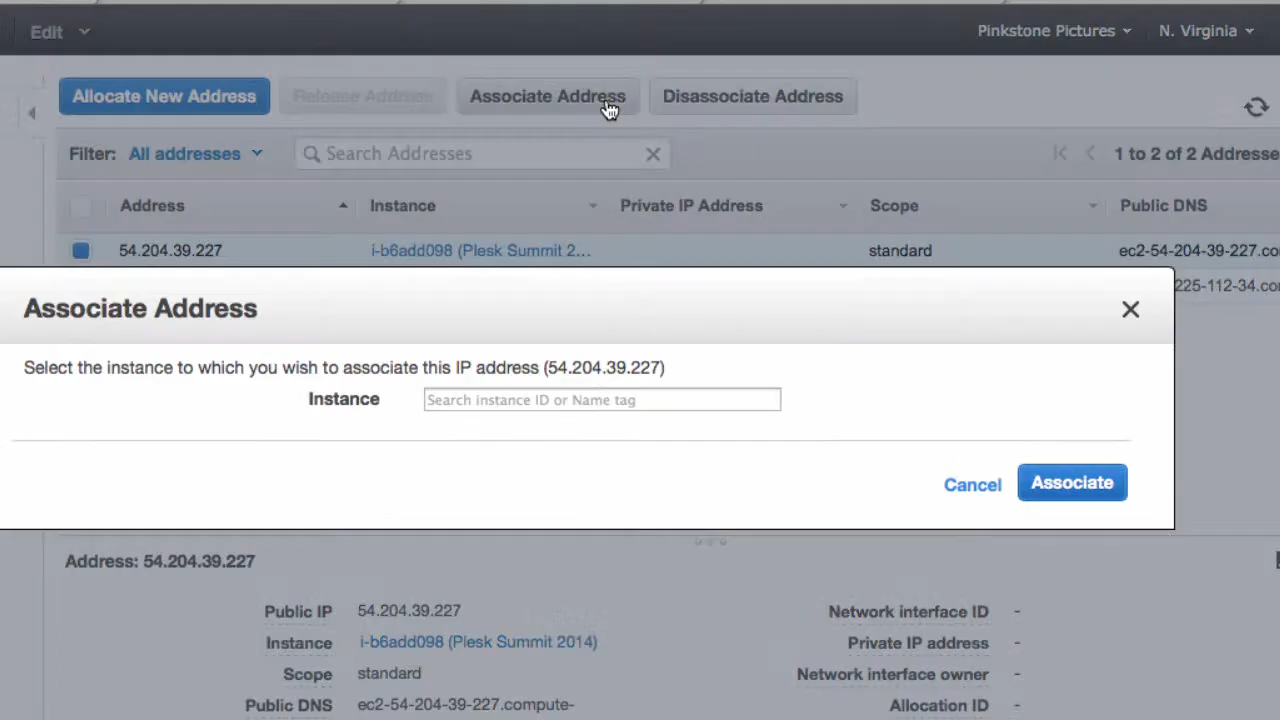 Edit
Pinkstone Pictures
N. Virginia
Allocate New Address
Release Address
Associate Address
Disassociate Address
Filter: All addresses
Search Addresses
1 to 2 of 2 Addresse
Address
Instance
Private IP Address
Scope
Public DNS
54.204.39.227
i-b6add098 (Plesk Summit 2...
standard
ec2-54-204-39-227.co
225-112-34.co
Associate Address
Select the instance to which you wish to associate this IP address (54.204.39.227)
Instance
Search instance ID or Name tag
Cancel
Associate
Address: 54.204.39.227
Public IP 54.204.39.227
Network interface ID -
Instance i-b6add098 (Plesk Summit 2014)
Private IP address -
Scope standard
Network interface owner -
Public DNS ec2-54-204-39-227.compute-
Allocation ID -